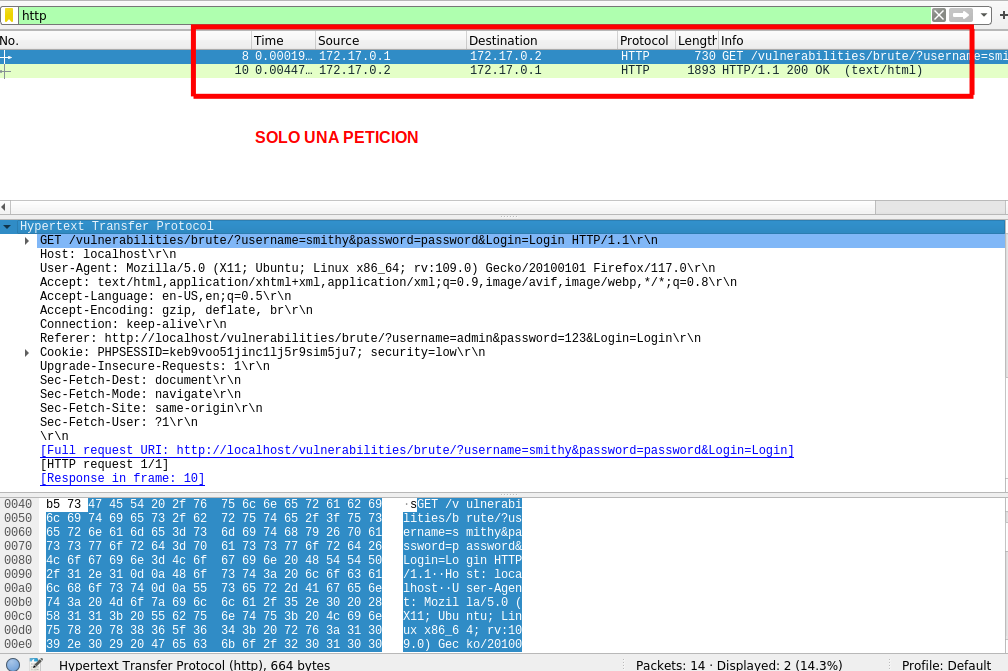 http
No. Time Source Destination Protocol Length Info
8 0.00019… 172.17.0.1 172.17.0.2 HTTP 730 GET /vulnerabilities/brute/?username=smi
10 0.00447… 172.17.0.2 172.17.0.1 HTTP 1893 HTTP/1.1 200 OK (text/html)
SOLO UNA PETICION
Hypertext Transfer Protocol
GET /vulnerabilities/brute/?username=smithy&password=password&Login=Login HTTP/1.1\r\n
Host: localhost\r\n
User-Agent: Mozilla/5.0 (X11; Ubuntu; Linux x86_64; rv:109.0) Gecko/20100101 Firefox/117.0\r\n
Accept: text/html,application/xhtml+xml,application/xml;q=0.9,image/avif,image/webp,*/*;q=0.8\r\n
Accept-Language: en-US,en;q=0.5\r\n
Accept-Encoding: gzip, deflate, br\r\n
Connection: keep-alive\r\n
Referer: http://localhost/vulnerabilities/brute/?username=admin&password=123&Login=Login\r\n
Cookie: PHPSESSID=keb9voo51jinc1lj5r9sim5ju7; security=low\r\n
Upgrade-Insecure-Requests: 1\r\n
Sec-Fetch-Dest: document\r\n
Sec-Fetch-Mode: navigate\r\n
Sec-Fetch-Site: same-origin\r\n
Sec-Fetch-User: ?1\r\n
\r\n
[Full request URI: http://localhost/vulnerabilities/brute/?username=smithy&password=password&Login=Login]
[HTTP request 1/1]
[Response in frame: 10]
0040 b5 73 47 45 54 20 2f 76 75 6c 6e 65 72 61 62 69 ·sGET /v ulnerabi
0050 6c 69 74 69 65 73 2f 62 72 75 74 65 2f 3f 75 73 lities/b rute/?us
0060 65 72 6e 61 6d 65 3d 73 6d 69 74 68 79 26 70 61 ername=s mithy&pa
0070 73 73 77 6f 72 64 3d 70 61 73 73 77 6f 72 64 26 ssword=p assword&
0080 4c 6f 67 69 6e 3d 4c 6f 67 69 6e 20 48 54 54 50 Login=Lo gin HTTP
0090 2f 31 2e 31 0d 0a 48 6f 73 74 3a 20 6c 6f 63 61 /1.1··Ho st: loca
00a0 6c 68 6f 73 74 0d 0a 55 73 65 72 2d 41 67 65 6e lhost··U ser-Agen
00b0 74 3a 20 4d 6f 7a 69 6c 6c 61 2f 35 2e 30 20 28 t: Mozil la/5.0 (
00c0 58 31 31 3b 20 55 62 75 6e 74 75 3b 20 4c 69 6e X11; Ubu ntu; Lin
00d0 75 78 20 78 38 36 5f 36 34 3b 20 72 76 3a 31 30 ux x86_6 4; rv:10
00e0 39 2e 30 29 20 47 65 63 6b 6f 2f 32 30 31 30 30 9.0) Gec ko/20100
Hypertext Transfer Protocol (http), 664 bytes Packets: 14 · Displayed: 2 (14.3%) Profile: Default